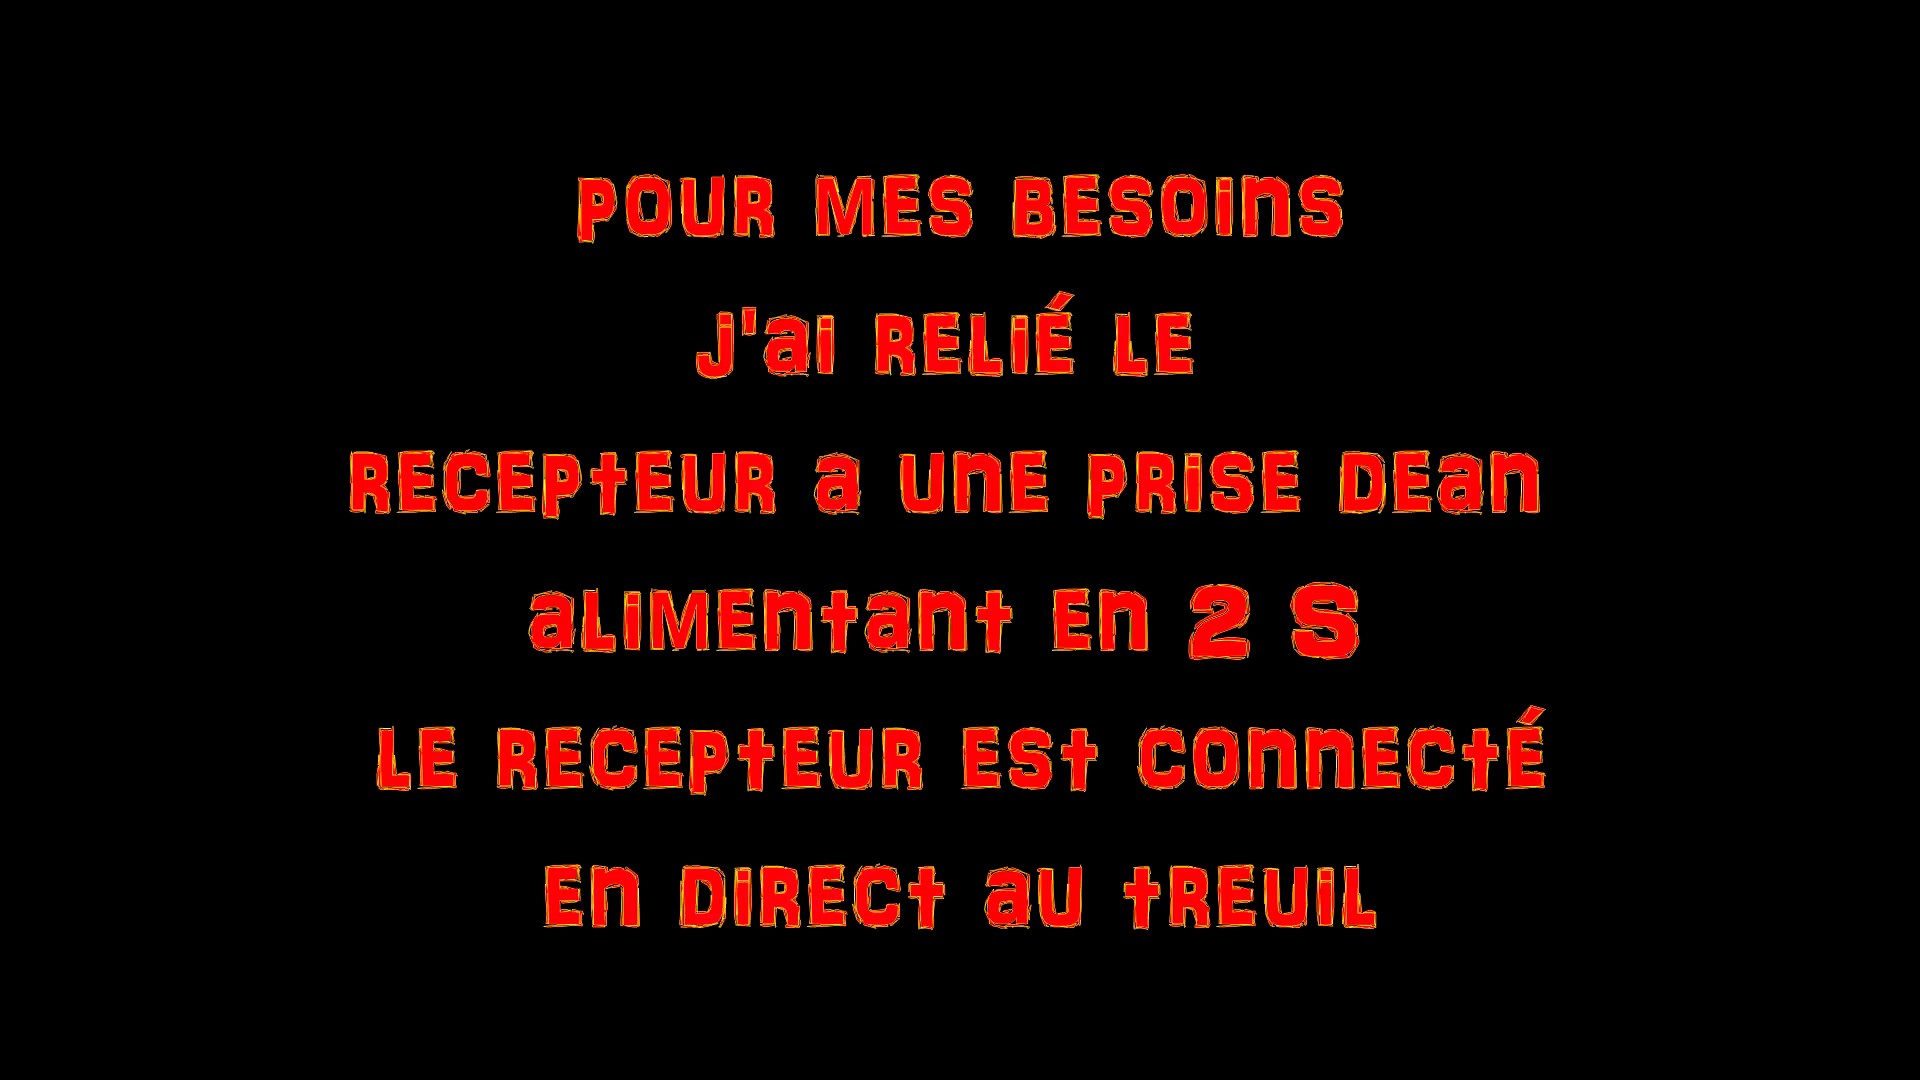 POUR MES BESOINS
J'AI RELIÉ LE
RECEPTEUR A UNE PRISE DEAN
ALIMENTANT EN 2 S
LE RECEPTEUR EST CONNECTÉ
EN DIRECT AU TREUIL